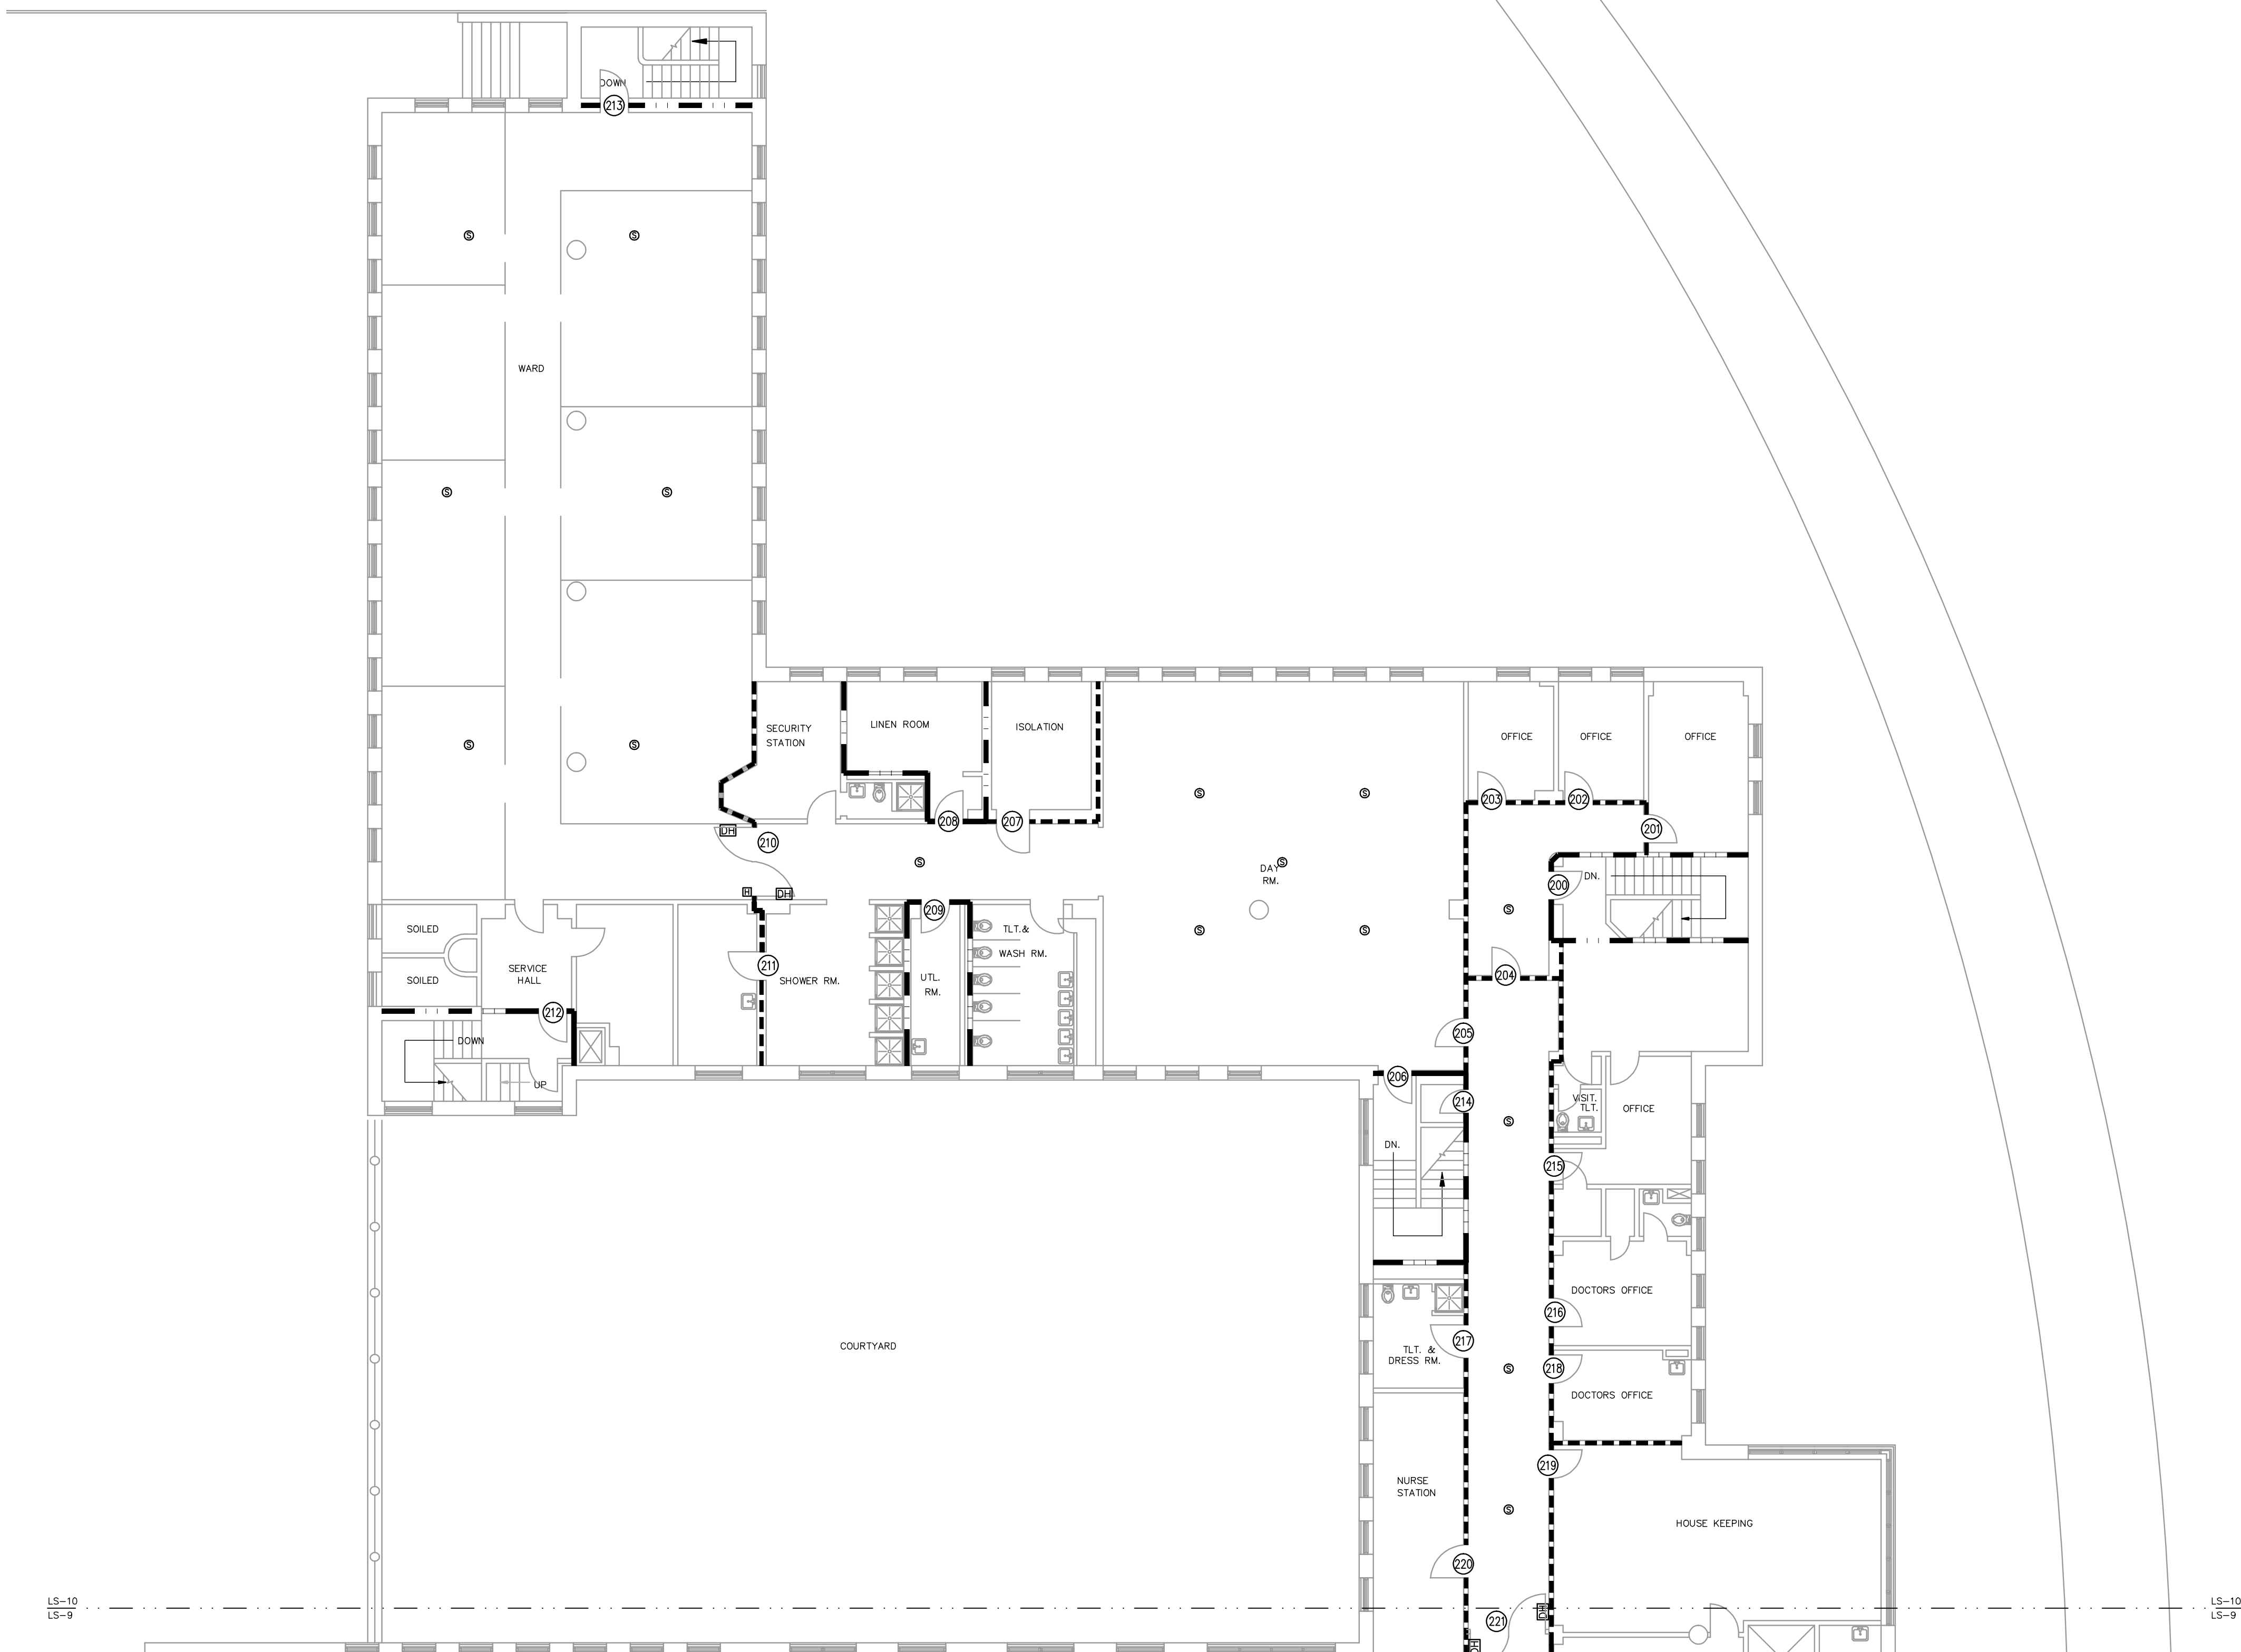 DOWN
213
S
S
WARD
S
S
SECURITY
STATION
LINEN ROOM
ISOLATION
OFFICE
OFFICE
OFFICE
S
S
S
S
203
202
DH
210
208
207
201
S
S
DAY
RM.
H
DH
200
DN.
209
S
S
S
SOILED
TLT.&
WASH RM.
SERVICE
HALL
211
SHOWER RM.
UTL.
RM.
204
SOILED
212
205
DOWN
UP
206
214
VISIT.
TLT.
OFFICE
S
DN.
215
DOCTORS OFFICE
216
COURTYARD
217
TLT. &
DRESS RM.
S
218
DOCTORS OFFICE
219
NURSE
STATION
S
HOUSE KEEPING
220
LS-10
LS-9
221
DH
LS-10
LS-9